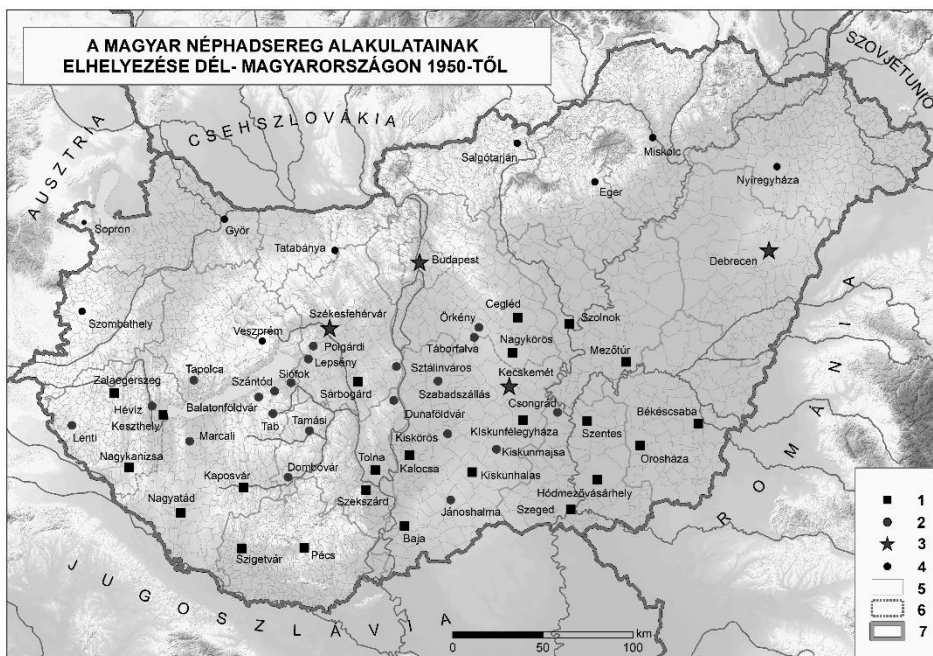 A MAGYAR NÉPHADSEREG ALAKULATAINAK
ELHELYEZÉSE DÉL- MAGYARORSZÁGON 1950-TŐL
SZOVJETUNIÓ
CSEHSZLOVÁKIA
AUSZTRIA
Salgótarján
Miskolc
Eger
Nyíregyháza
Sopron
Győr
Tatabánya
Budapest
Debrecen
Székesfehérvár
Cegléd
Örkény
Szolnok
Szombathely
Veszprém
Polgárdi
Táborfalva
Nagykőrös
Lepsény
Mezőtúr
Tapolca
Siófok
Sztálinváros
Kecskemét
Zalaegerszeg
Szántód
Sárbogárd
Szabadszállás
Hévíz
Balatonföldvár
Csongrád
Békéscsaba
Keszthely
Tab
Tamási
Dunaföldvár
Lenti
Marcali
Kiskőrös
KIskunfélegyháza
Szentes
Orosháza
Nagykanizsa
Kaposvár
Dombóvár
Tolna
Kalocsa
Kiskunmajsa
Kiskunhalas
Nagyatád
Szekszárd
Hódmezővásárhely
Jánoshalma
Szeged
Baja
Szigetvár
Pécs
ROMÁNIA
JUGOSZLÁVIA
km
0 50 100
1
2
3
4
5
6
7